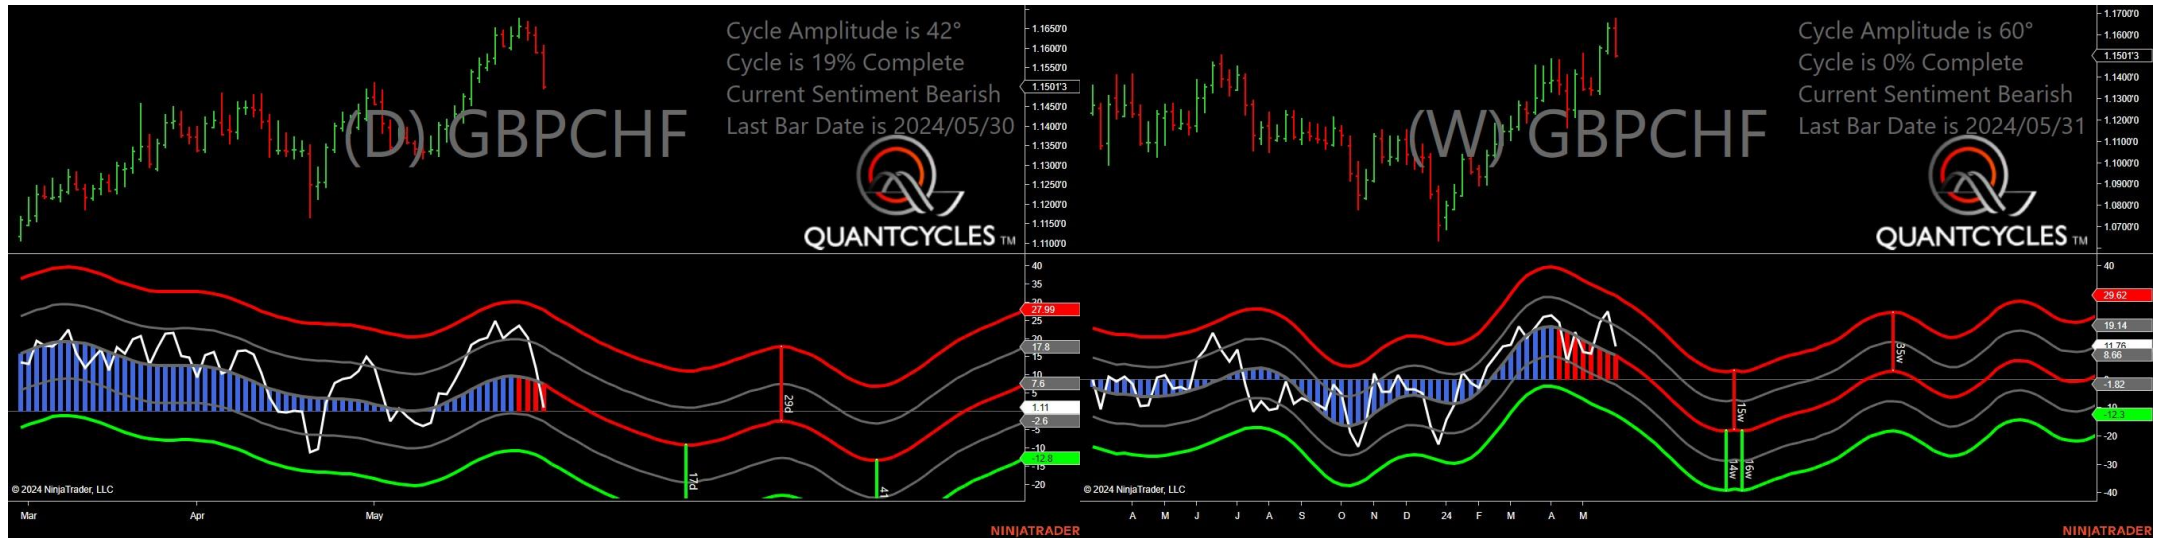 Cycle Amplitude is 42°
Cycle is 19% Complete
Current Sentiment Bearish
Last Bar Date is 2024/05/30
(D) GBPCHF
QUANTCYCLES TM
1.1650'0
1.1600'0
1.1550'0
1.1501'3
1.1450'0
1.1400'0
1.1350'0
1.1300'0
1.1250'0
1.1200'0
1.1150'0
1.1100'0
40
35
30
27.99
25
20
17.8
15
10
7.6
5
1.11
-2.6
-5
-10
-12.8
-15
-20
17d
29d
41
© 2024 NinjaTrader, LLC
Mar Apr May
NINJATRADER
Cycle Amplitude is 60°
Cycle is 0% Complete
Current Sentiment Bearish
Last Bar Date is 2024/05/31
(W) GBPCHF
QUANTCYCLES TM
1.1700'0
1.1600'0
1.1501'3
1.1400'0
1.1300'0
1.1200'0
1.1100'0
1.1000'0
1.0900'0
1.0800'0
1.0700'0
40
29.62
19.14
11.76
8.66
-1.82
-10
-12.3
-20
-30
-40
15w
14w
16w
35w
© 2024 NinjaTrader, LLC
A M J J A S O N D 24 F M A M
NINJATRADER